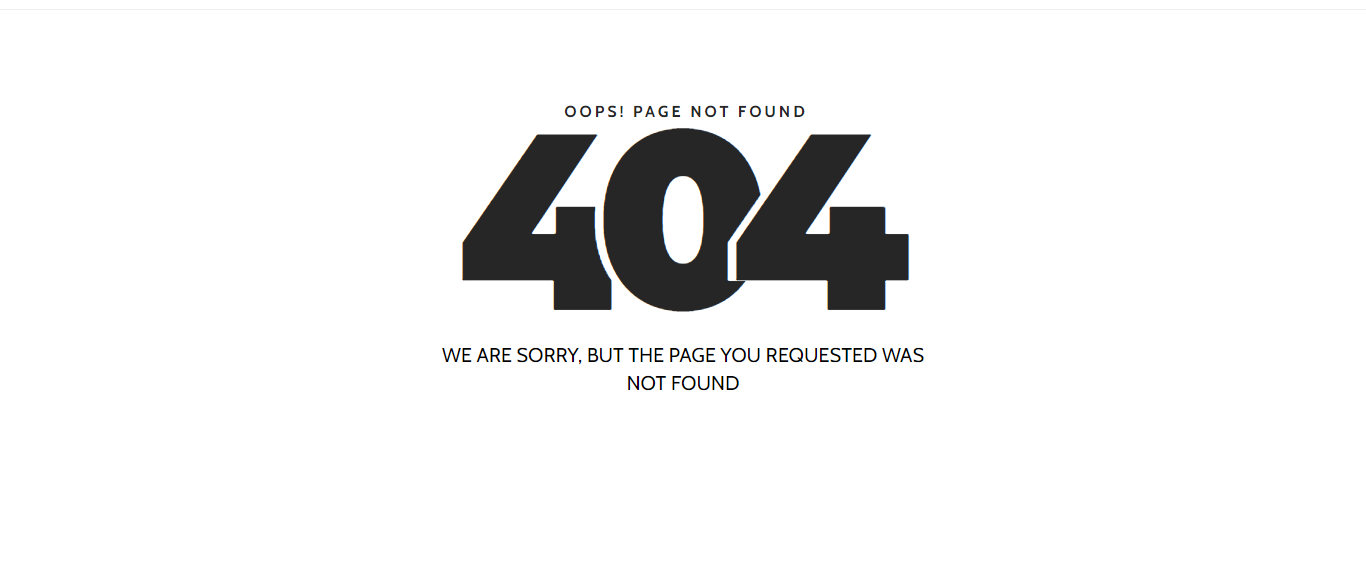 OOPS! PAGE NOT FOUND
404
WE ARE SORRY, BUT THE PAGE YOU REQUESTED WAS
NOT FOUND